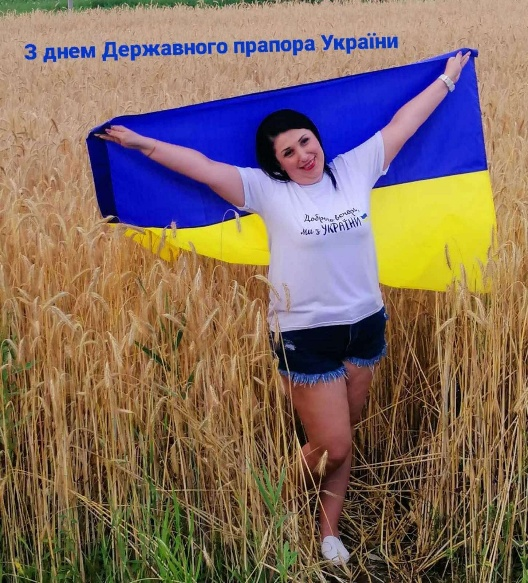 З днем Державного прапора України
Доброго вечора,
ми з УКРАЇНИ